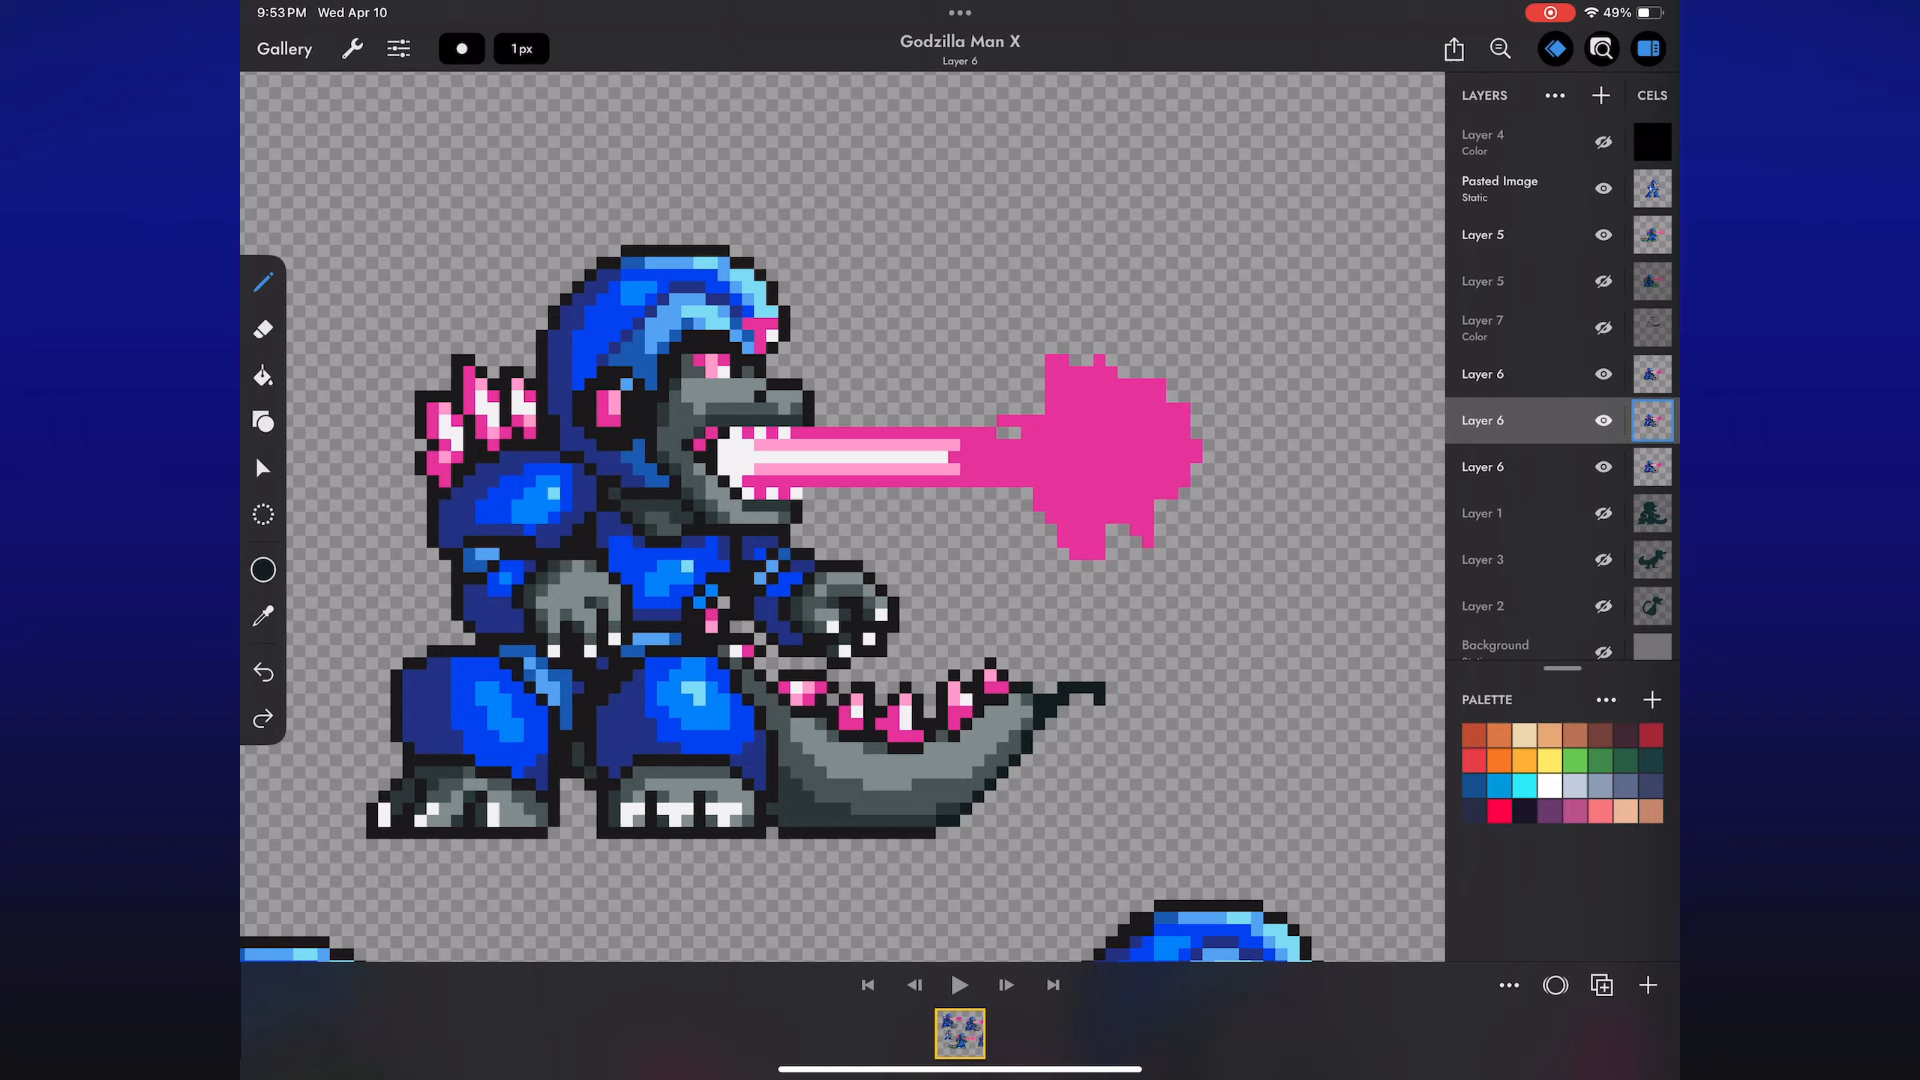 9:53 PM Wed Apr 10
49%
Gallery
1px
Godzilla Man X
Layer 6
LAYERS
CELS
Layer 4
Color
Pasted Image
Static
Layer 5
Layer 5
Layer 7
Color
Layer 6
Layer 6
Layer 6
Layer 1
Layer 3
Layer 2
Background
PALETTE